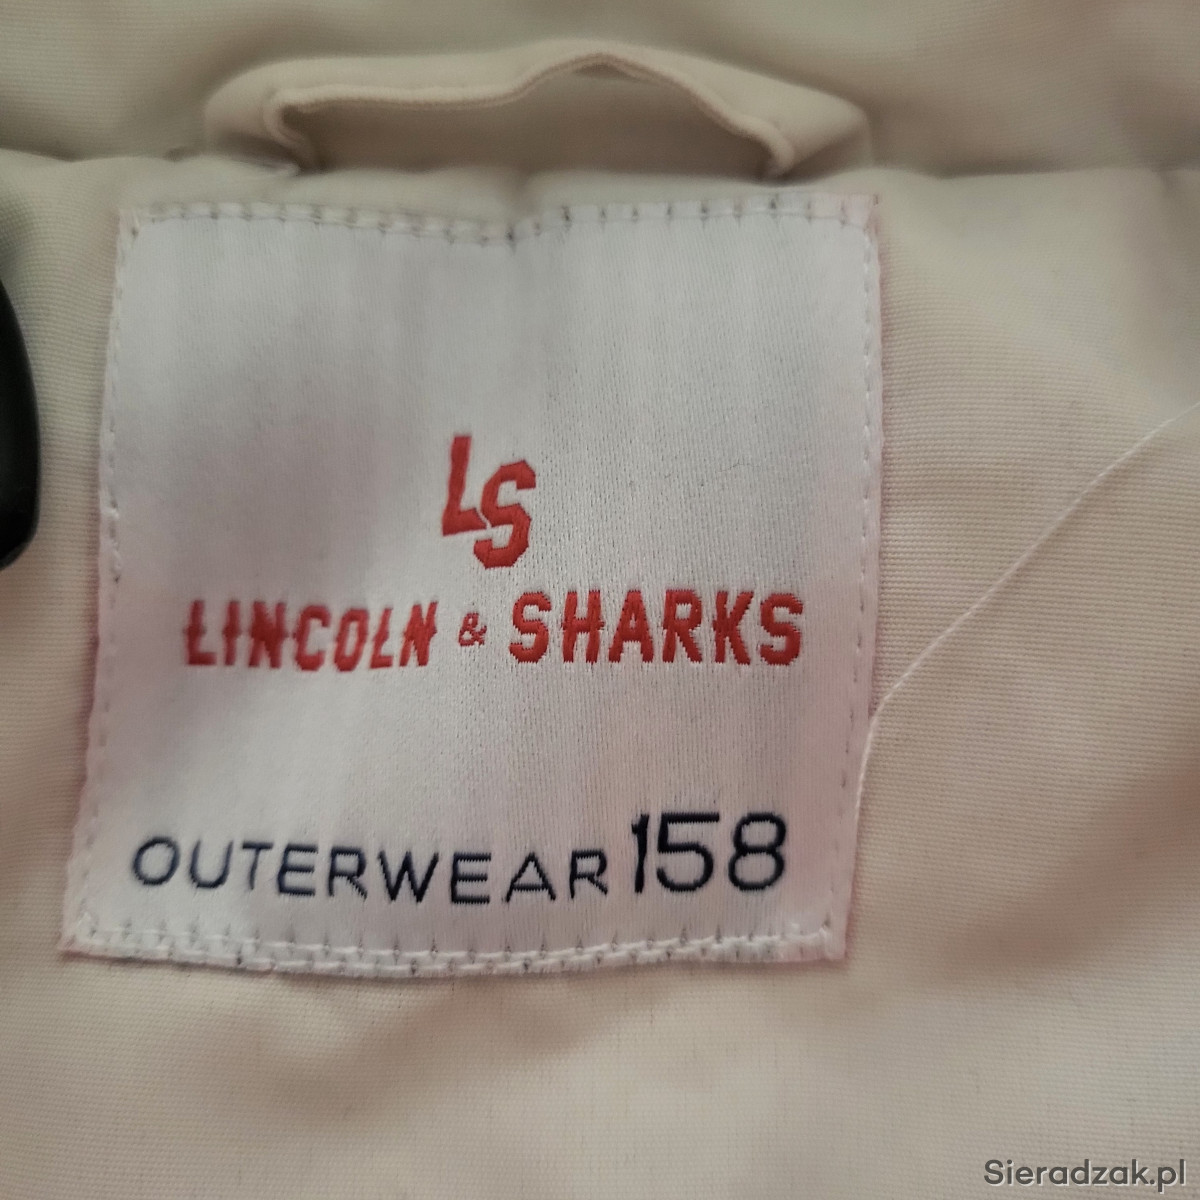 LS
LINCOLN & SHARKS
OUTERWEAR 158
Sieradzak.pl